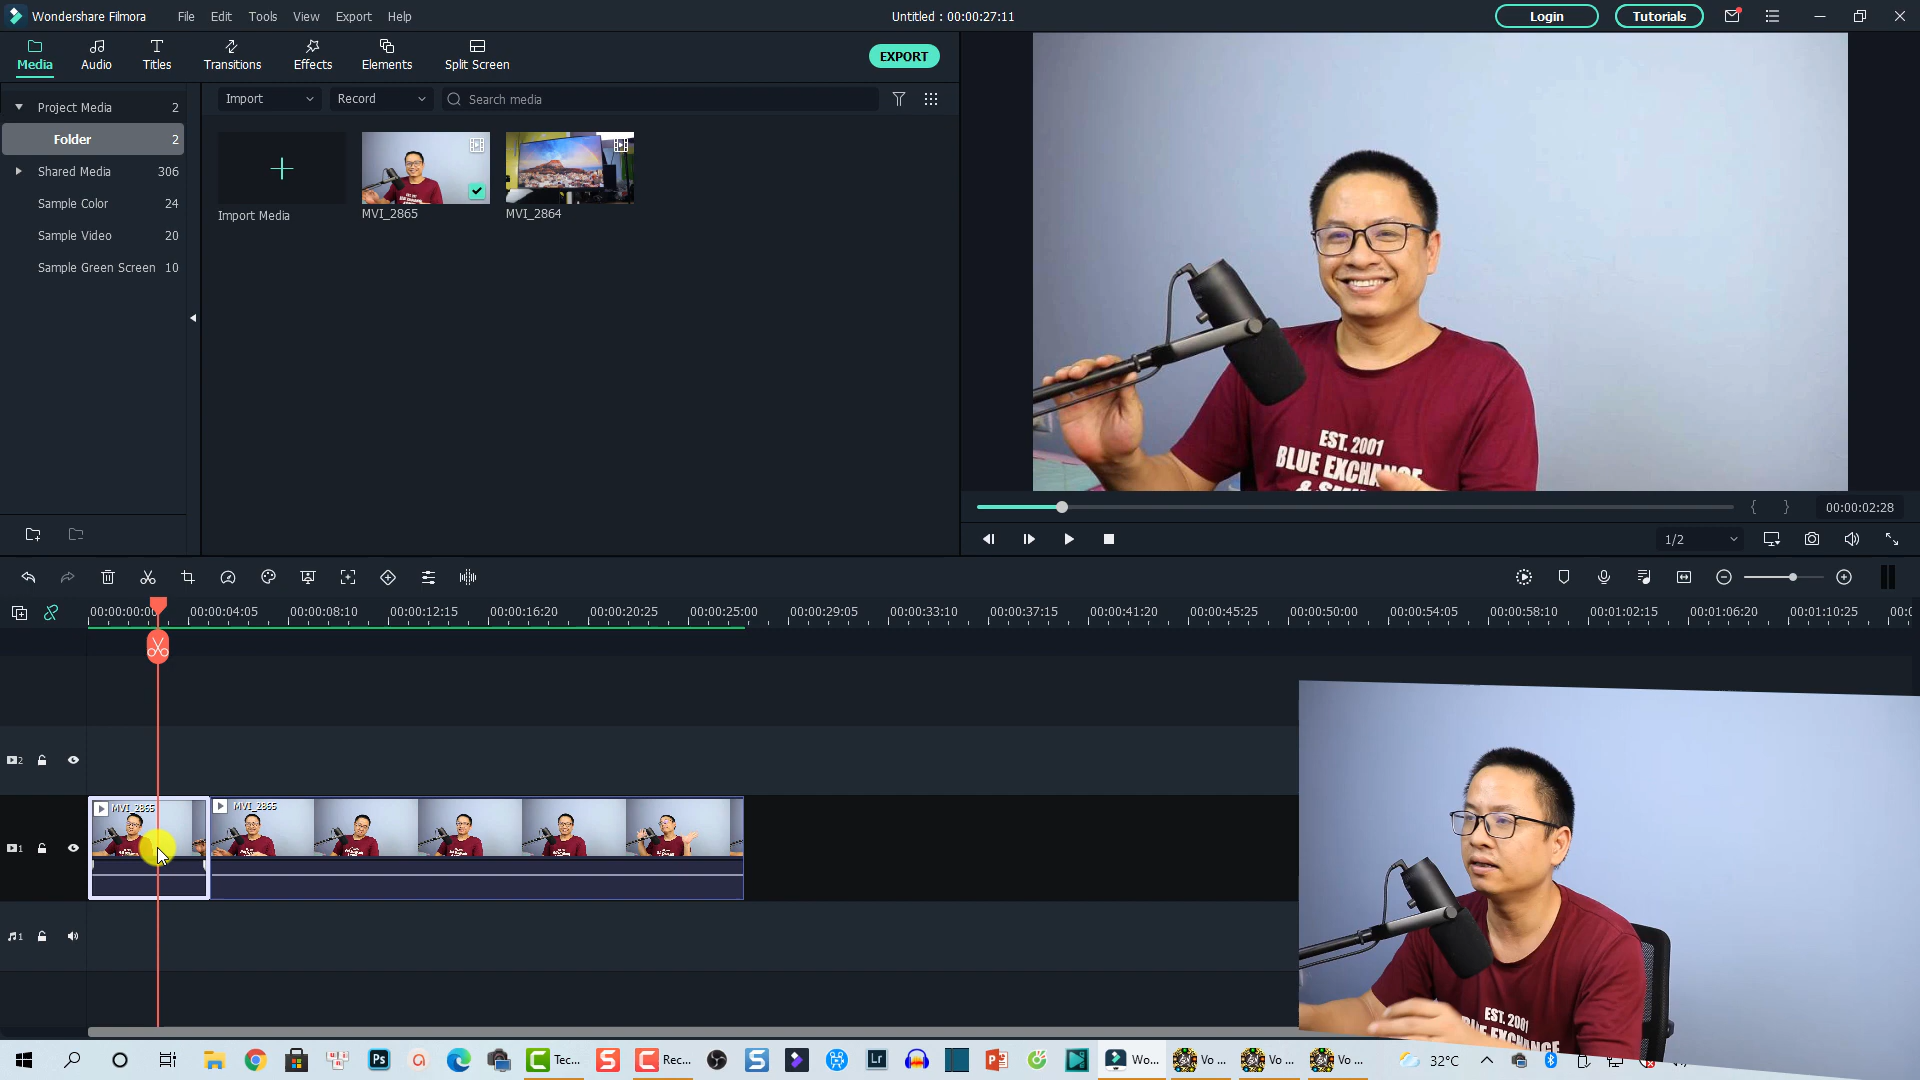 Wondershare Filmora File Edit Tools View Export Help Untitled : 00:00:27:11 Login Tutorials
Media Audio Titles Transitions Effects Elements Split Screen EXPORT
Project Media 2
Folder 2
Shared Media 306
Sample Color 24
Sample Video 20
Sample Green Screen 10
Import Record Search media
Import Media MVI_2865 MVI_2864
EST. 2001
BLUE EXCHANGE
00:00:02:28
1/2
00:00:00:00 00:00:04:05 00:00:08:10 00:00:12:15 00:00:16:20 00:00:20:25 00:00:25:00 00:00:29:05 00:00:33:10 00:00:37:15 00:00:41:20 00:00:45:25 00:00:50:00 00:00:54:05 00:00:58:10 00:01:02:15 00:01:06:20 00:01:10:25
2
MVI_2865 MVI_2865
1
1
EST. 2001
Ps Tec... S Rec... S Lr Wo... Vo ... Vo ... Vo ... 32°C